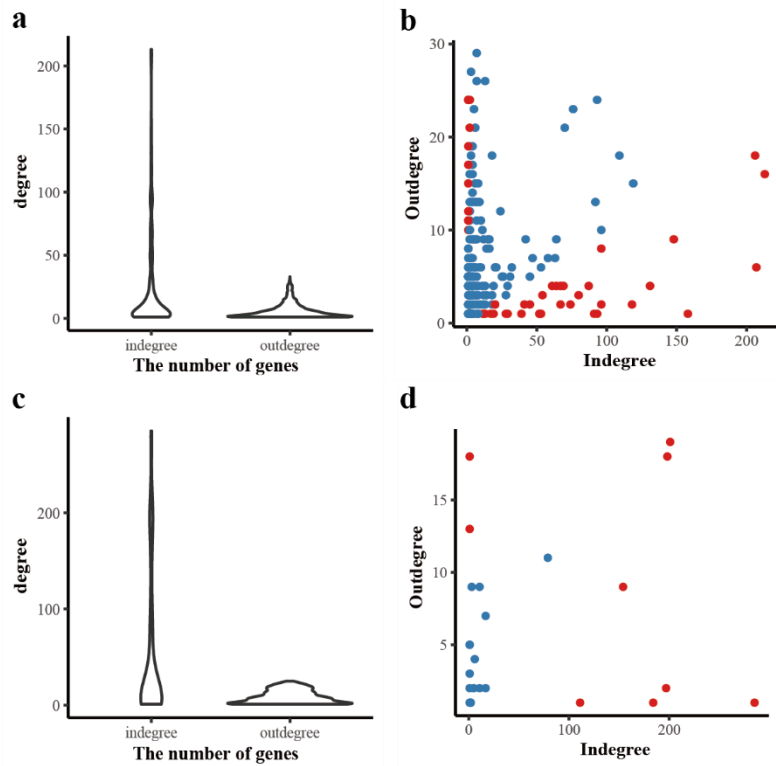 a
degree
200
150
100
50
0
indegree outdegree
The number of genes
b
Outdegree
30
20
10
0
0 50 100 150 200
Indegree
c
degree
200
100
0
indegree outdegree
The number of genes
d
Outdegree
15
10
5
0 100 200
Indegree